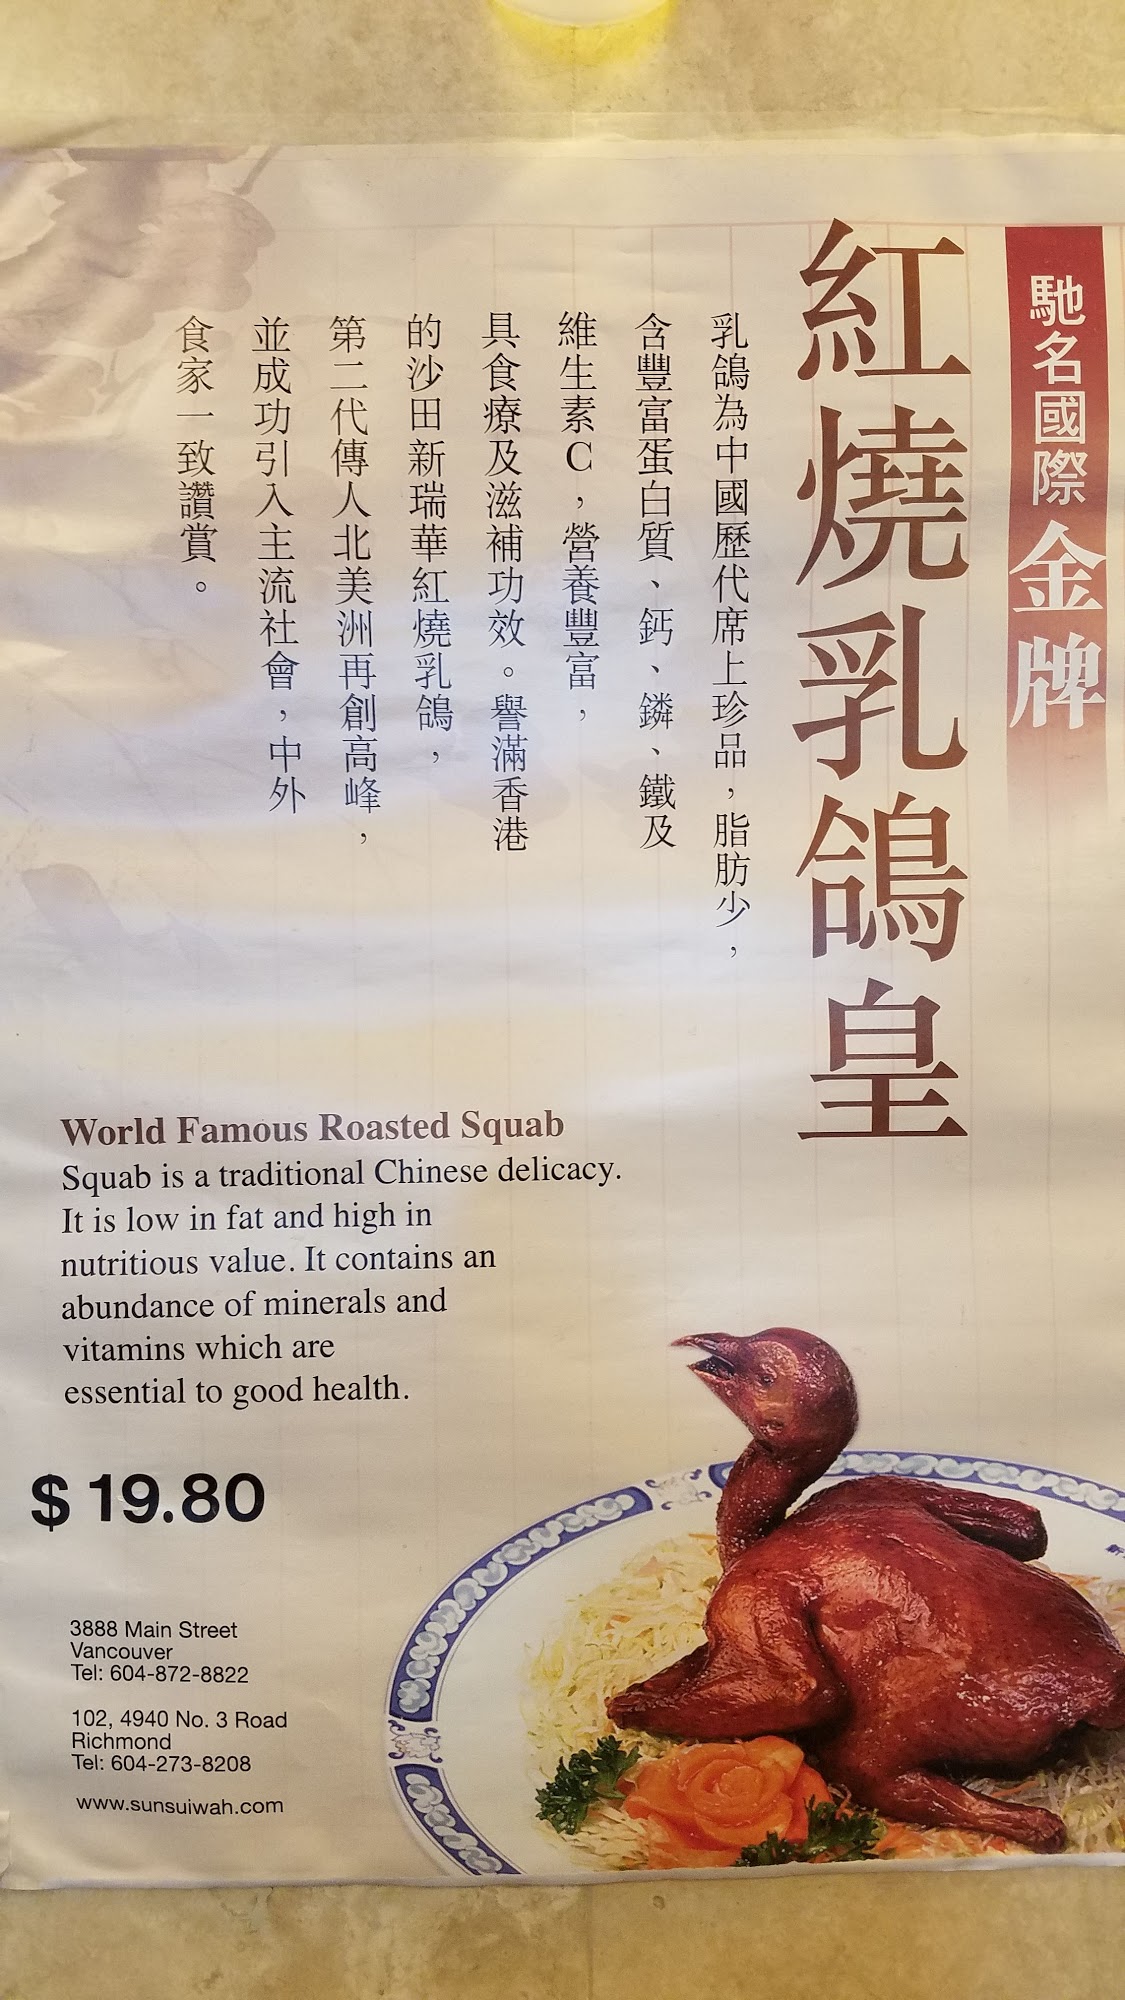 馳名國際金牌
紅燒乳鴿皇
乳鴿為中國歷代席上珍品，脂肪少，
含豐富蛋白質、鈣、鏻、鐵及
維生素C，營養豐富，
具食療及滋補功效。譽滿香港
的沙田新瑞華紅燒乳鴿，
第二代傳人北美洲再創高峰，
並成功引入主流社會，中外
食家一致讚賞。
World Famous Roasted Squab
Squab is a traditional Chinese delicacy.
It is low in fat and high in
nutritious value. It contains an
abundance of minerals and
vitamins which are
essential to good health.
$ 19.80
3888 Main Street
Vancouver
Tel: 604-872-8822
102, 4940 No. 3 Road
Richmond
Tel: 604-273-8208
www.sunsuiwah.com